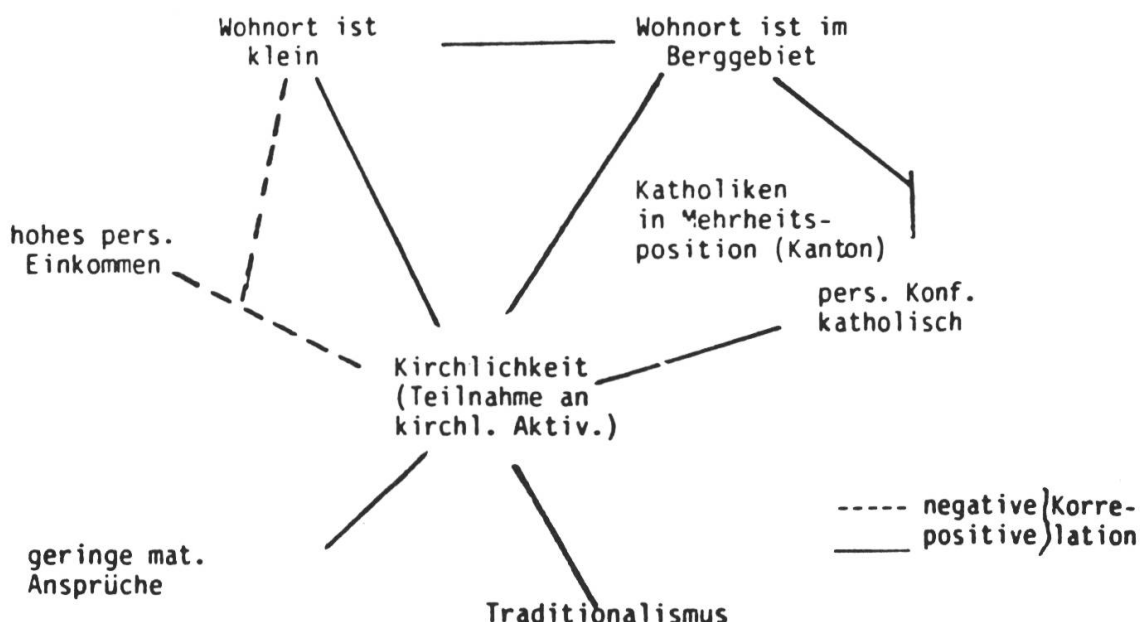 Wohnort ist
klein
Wohnort ist im
Berggebiet
Katholiken
in Mehrheits-
position (Kanton)
hohes pers.
Einkommen
pers. Konf.
katholisch
Kirchlichkeit
(Teilnahme an
kirchl. Aktiv.)
----- negative)Korre-
positive)lation
geringe mat.
Ansprüche
Traditionalismus